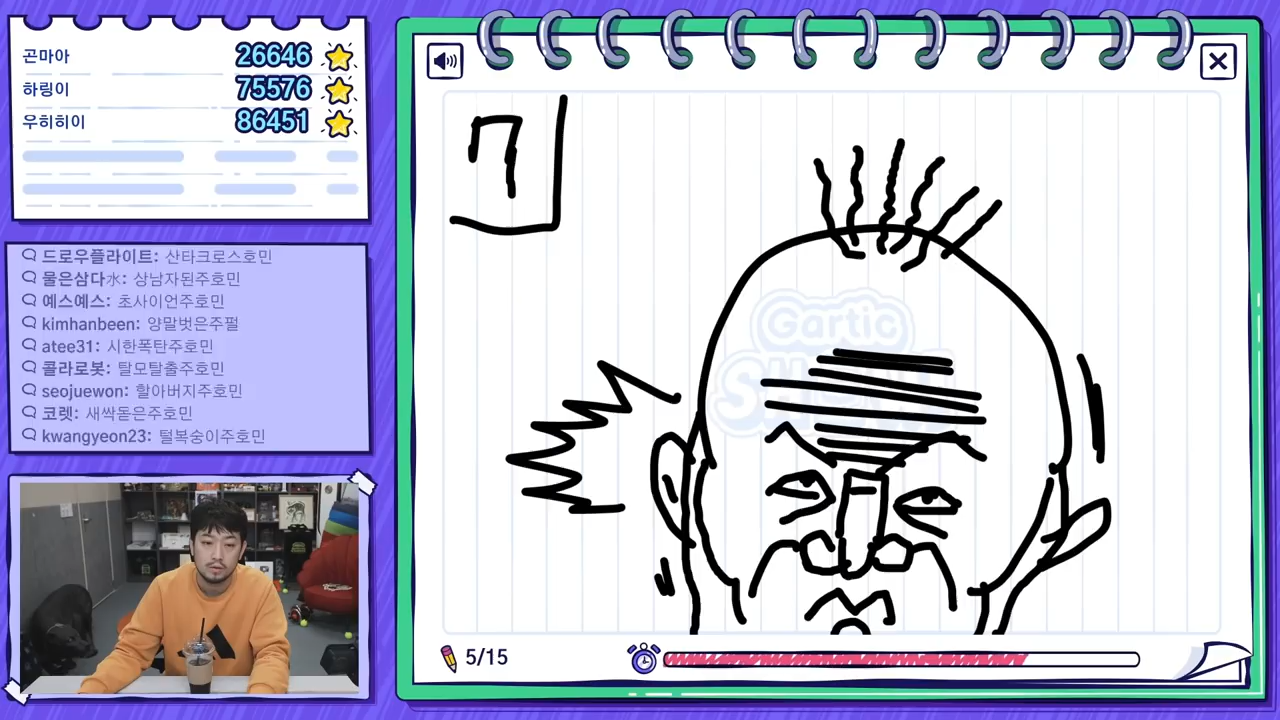 곤마아 26646
하링이 75576
우히히이 86451
드로우플라이트: 산타크로스호민
물은삼다水: 상남자된주호민
예스예스: 초사이언주호민
kimhanbeen: 양말벗은주펄
atee31: 시한폭탄주호민
콜라로봇: 탈모탈출주호민
seojuewon: 할아버지주호민
코렛: 새싹돋은주호민
kwangyeon23: 털복숭이주호민
7
Gartic
SHOW!
5/15